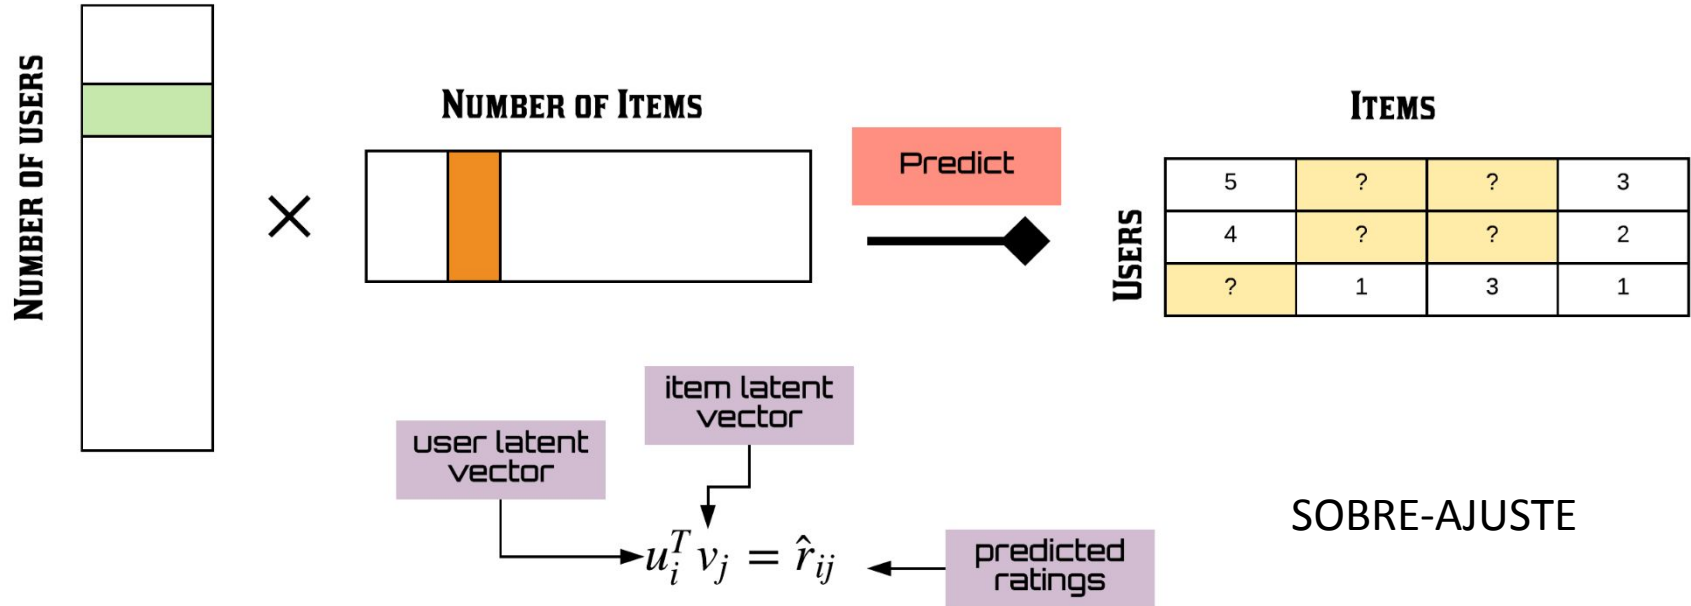 NUMBER OF USERS
NUMBER OF ITEMS
×
Predict
ITEMS
USERS
5 ? ? 3
4 ? ? 2
? 1 3 1
item latent
vector
user latent
vector
u_i^T v_j = r̂_ij
predicted
ratings
SOBRE-AJUSTE